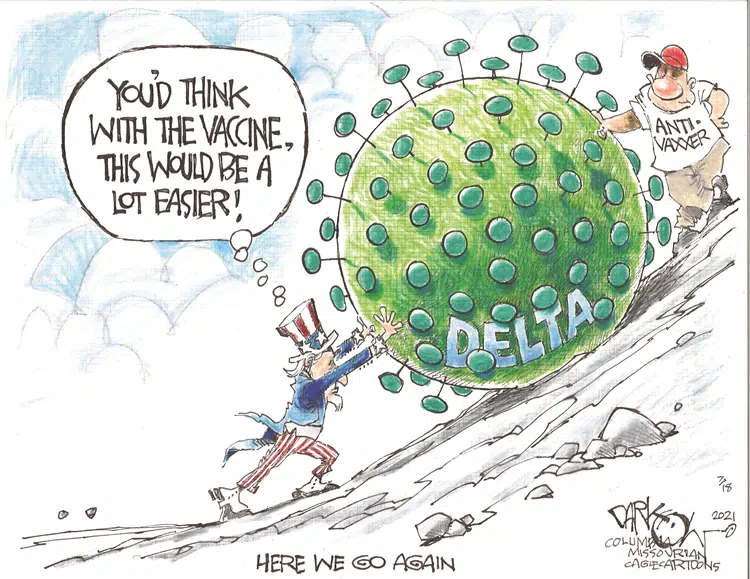 YOU'D THINK
WITH THE VACCINE,
THIS WOULD BE A
LOT EASIER!
ANTI-
VAXXER
DELTA
7/18
2021
DARKOW
COLUMBIA
MISSOURIAN
CAGLECARTOONS
HERE WE GO AGAIN